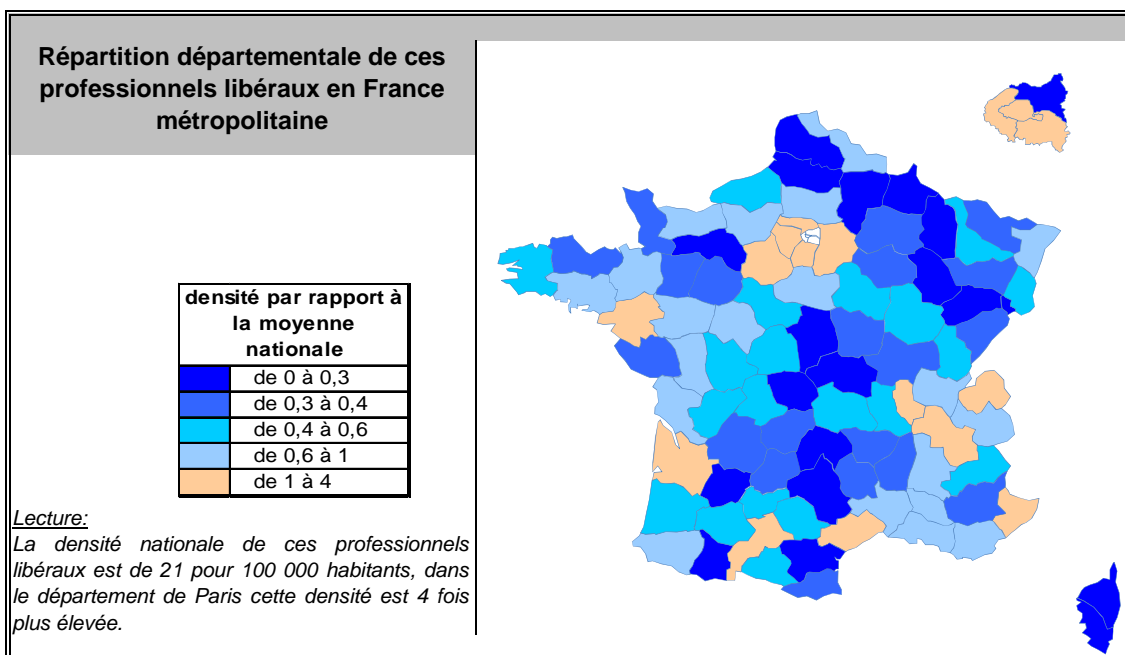 Répartition départementale de ces
professionnels libéraux en France
métropolitaine
densité par rapport à
la moyenne
nationale
de 0 à 0,3
de 0,3 à 0,4
de 0,4 à 0,6
de 0,6 à 1
de 1 à 4
Lecture:
La densité nationale de ces professionnels
libéraux est de 21 pour 100 000 habitants, dans
le département de Paris cette densité est 4 fois
plus élevée.